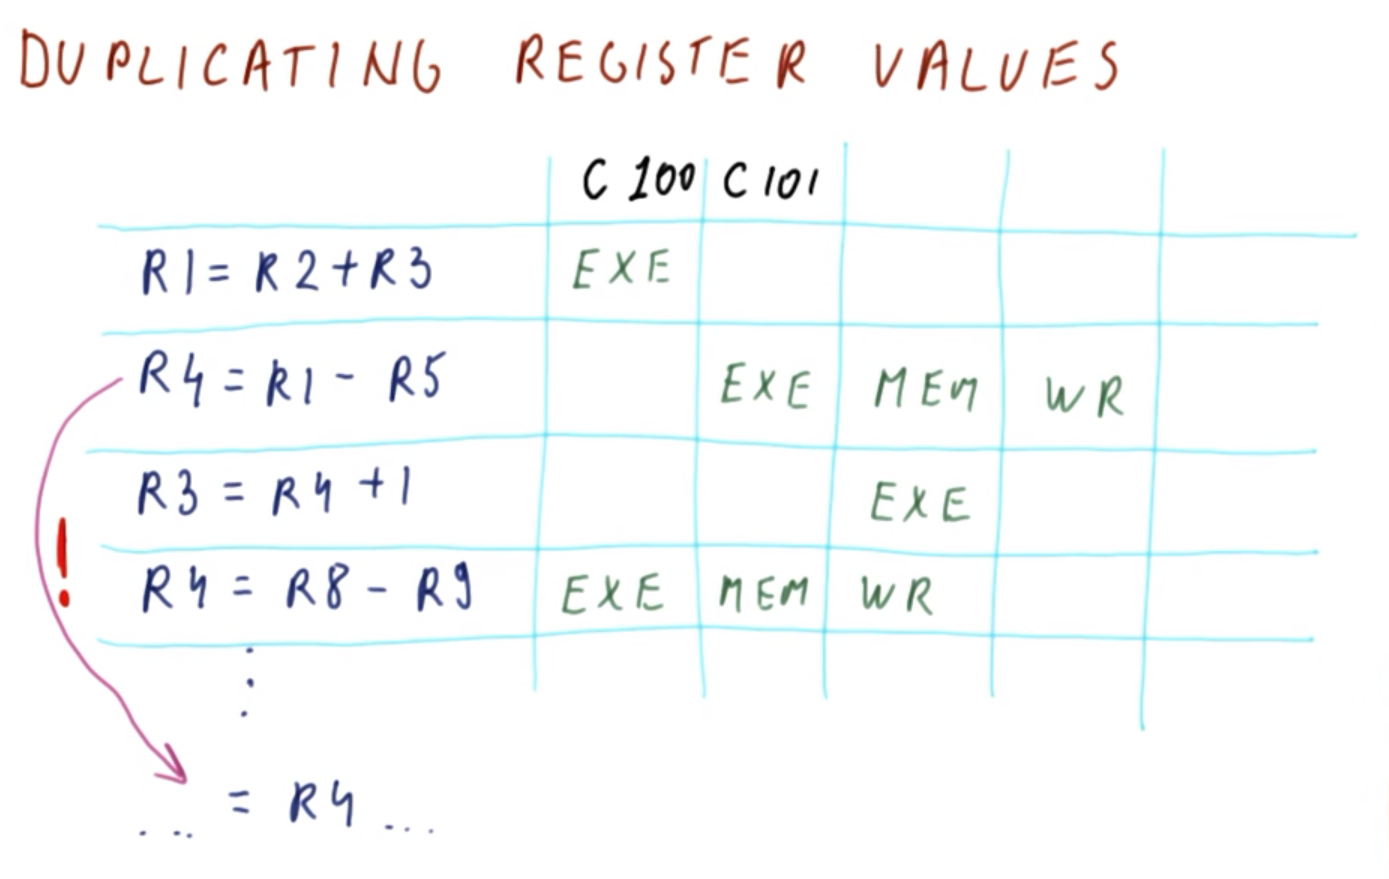 DUPLICATING REGISTER VALUES
C 100 C 101
R1 = R2 + R3 EXE
R4 = R1 - R5 EXE MEM WR
R3 = R4 + 1 EXE
!
R4 = R8 - R9 EXE MEM WR
... = R4 ...